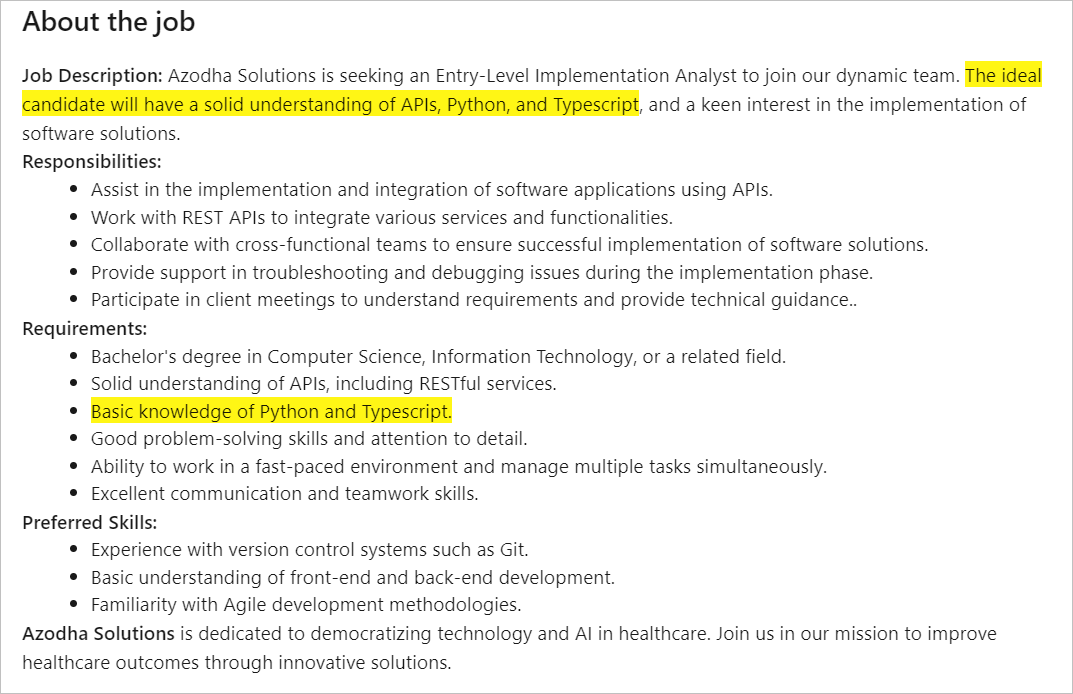 About the job
Job Description: Azodha Solutions is seeking an Entry-Level Implementation Analyst to join our dynamic team. The ideal
candidate will have a solid understanding of APIs, Python, and Typescript, and a keen interest in the implementation of
software solutions.
Responsibilities:
• Assist in the implementation and integration of software applications using APIs.
• Work with REST APIs to integrate various services and functionalities.
• Collaborate with cross-functional teams to ensure successful implementation of software solutions.
• Provide support in troubleshooting and debugging issues during the implementation phase.
• Participate in client meetings to understand requirements and provide technical guidance..
Requirements:
• Bachelor's degree in Computer Science, Information Technology, or a related field.
• Solid understanding of APIs, including RESTful services.
• Basic knowledge of Python and Typescript.
• Good problem-solving skills and attention to detail.
• Ability to work in a fast-paced environment and manage multiple tasks simultaneously.
• Excellent communication and teamwork skills.
Preferred Skills:
• Experience with version control systems such as Git.
• Basic understanding of front-end and back-end development.
• Familiarity with Agile development methodologies.
Azodha Solutions is dedicated to democratizing technology and AI in healthcare. Join us in our mission to improve
healthcare outcomes through innovative solutions.